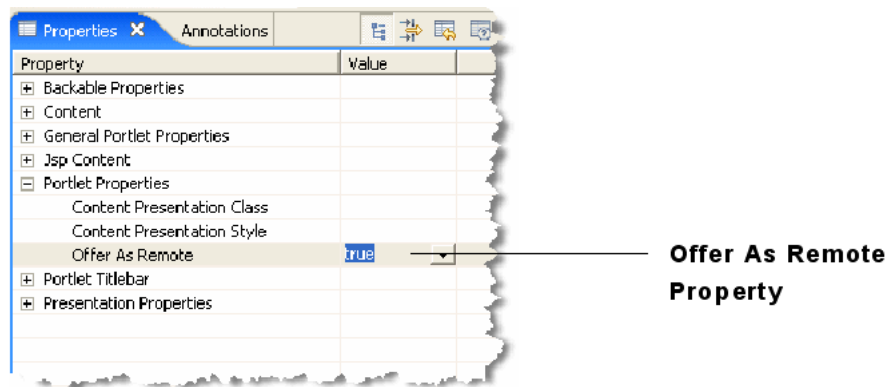 Properties Annotations
Property Value
Backable Properties
Content
General Portlet Properties
Jsp Content
Portlet Properties
Content Presentation Class
Content Presentation Style
Offer As Remote true
Portlet Titlebar
Presentation Properties
Offer As Remote
Property